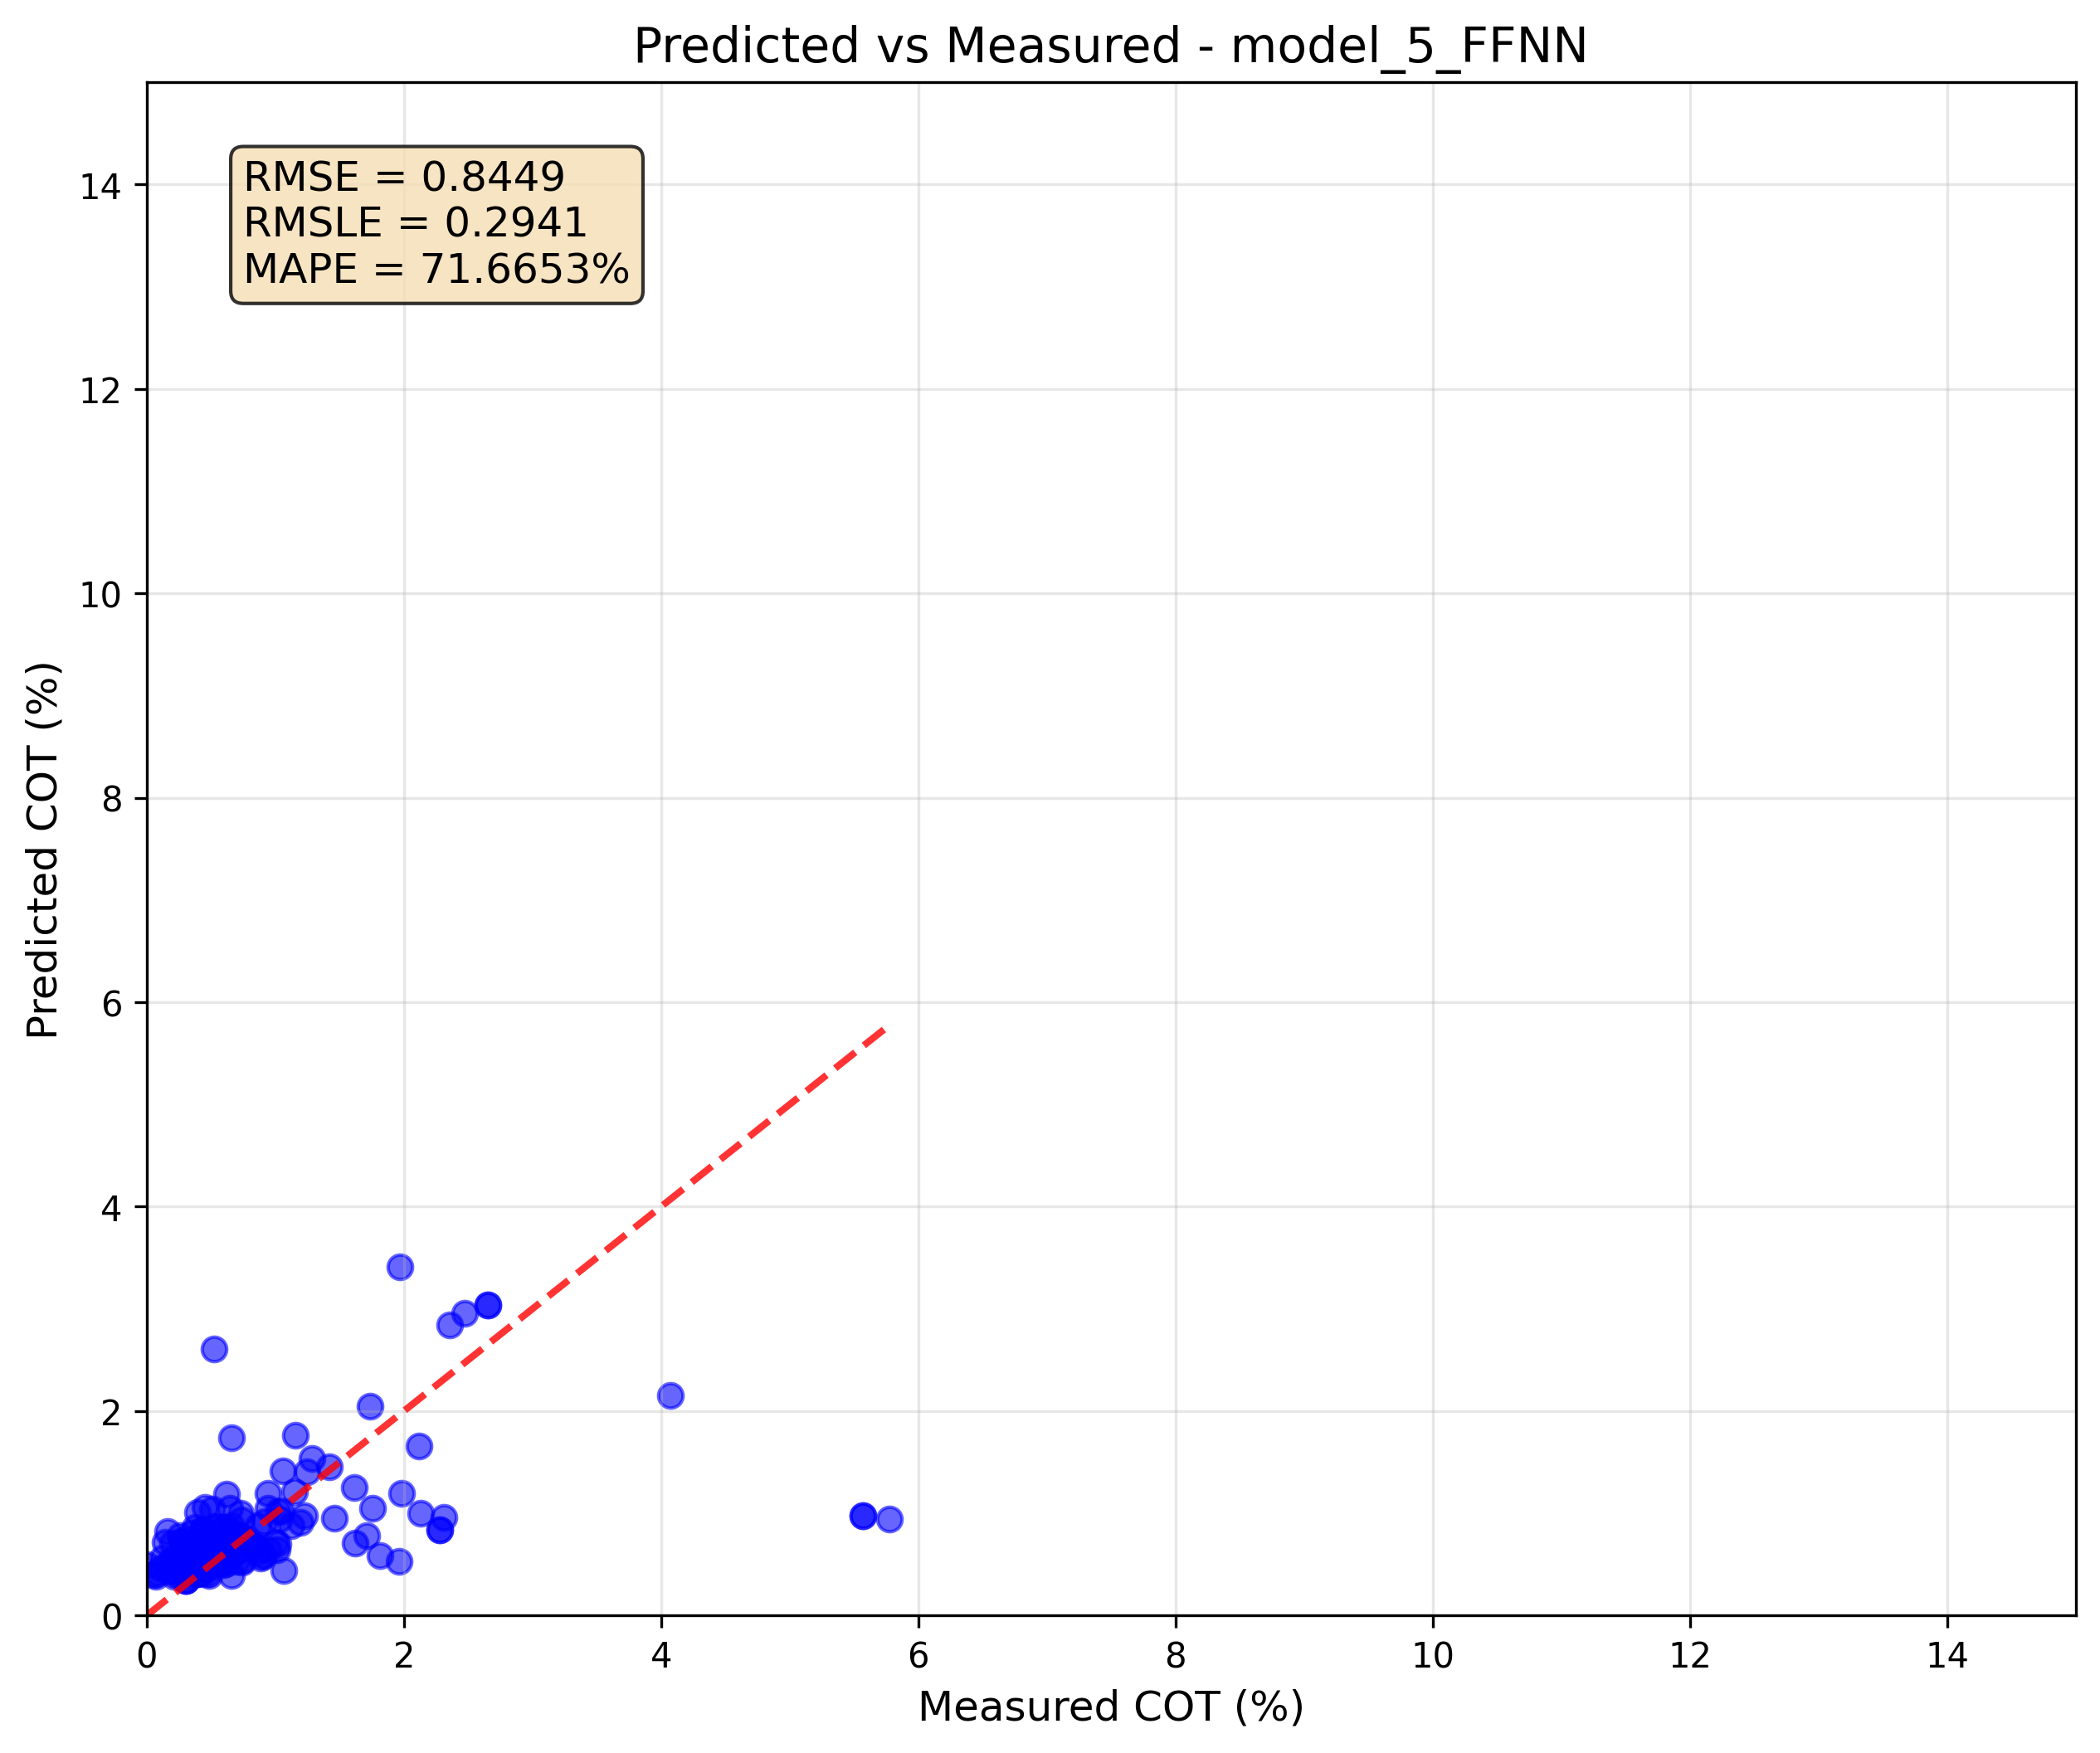 Predicted vs Measured - model_5_FFNN
RMSE = 0.8449
RMSLE = 0.2941
MAPE = 71.6653%
Predicted COT (%)
14
12
10
8
6
4
2
0
0 2 4 6 8 10 12 14
Measured COT (%)